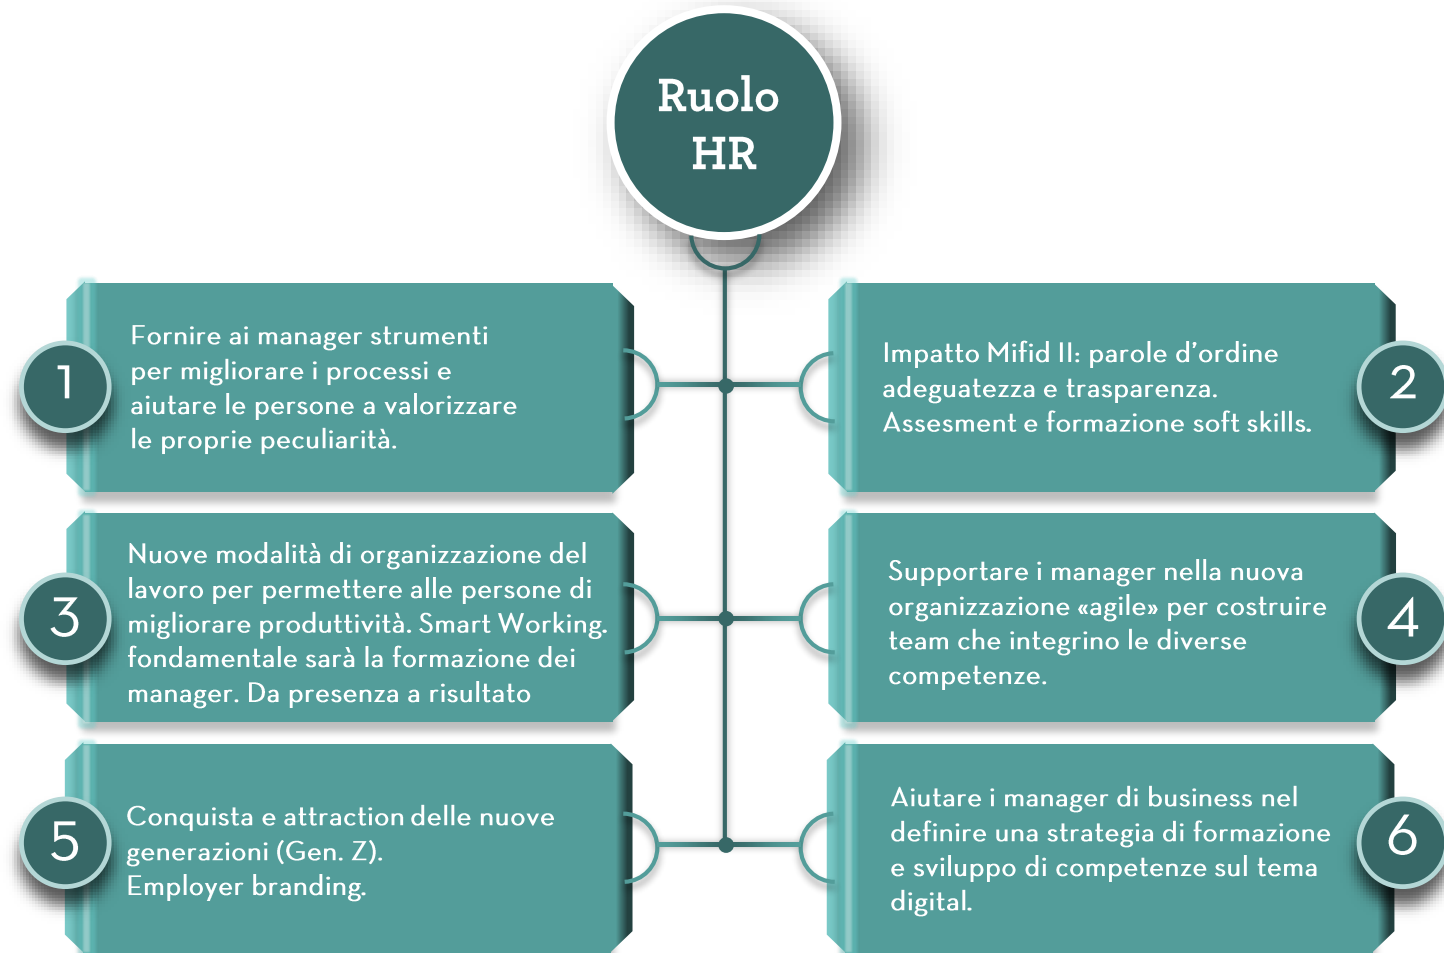 Ruolo
HR
1
Fornire ai manager strumenti
per migliorare i processi e
aiutare le persone a valorizzare
le proprie peculiarità.
2
Impatto Mifid II: parole d'ordine
adeguatezza e trasparenza.
Assesment e formazione soft skills.
3
Nuove modalità di organizzazione del
lavoro per permettere alle persone di
migliorare produttività. Smart Working.
fondamentale sarà la formazione dei
manager. Da presenza a risultato
4
Supportare i manager nella nuova
organizzazione «agile» per costruire
team che integrino le diverse
competenze.
5
Conquista e attraction delle nuove
generazioni (Gen. Z).
Employer branding.
6
Aiutare i manager di business nel
definire una strategia di formazione
e sviluppo di competenze sul tema
digital.